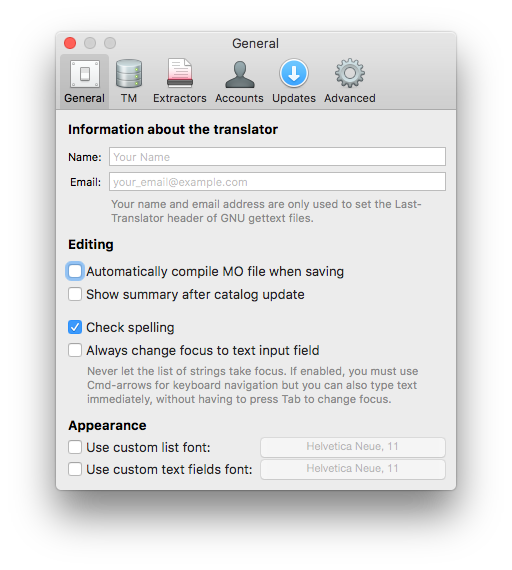 General
General TM Extractors Accounts Updates Advanced
Information about the translator
Name: Your Name
Email: your_email@example.com
Your name and email address are only used to set the Last-
Translator header of GNU gettext files.
Editing
Automatically compile MO file when saving
Show summary after catalog update
Check spelling
Always change focus to text input field
Never let the list of strings take focus. If enabled, you must use
Cmd-arrows for keyboard navigation but you can also type text
immediately, without having to press Tab to change focus.
Appearance
Use custom list font: Helvetica Neue, 11
Use custom text fields font: Helvetica Neue, 11